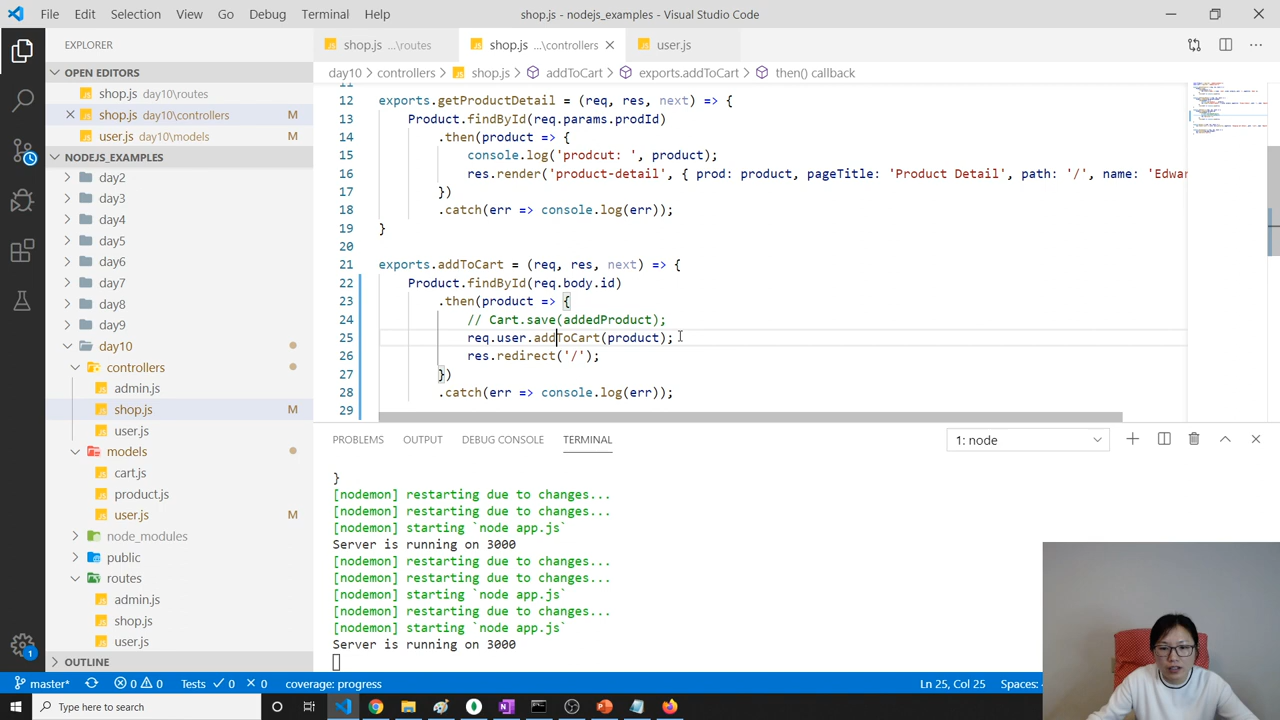 File Edit Selection View Go Debug Terminal Help
shop.js - nodejs_examples - Visual Studio Code
EXPLORER
OPEN EDITORS
shop.js day10\routes
shop.js day10\controllers
user.js day10\models
NODEJS_EXAMPLES
day2
day3
day4
day5
day6
day7
day8
day9
day10
controllers
admin.js
shop.js M
user.js
models
cart.js
product.js
user.js M
node_modules
public
routes
admin.js
shop.js
user.js
OUTLINE
shop.js ...\routes
shop.js ...\controllers
user.js
day10 > controllers > shop.js > addToCart > exports.addToCart > then() callback
11
12 exports.getProductDetail = (req, res, next) => {
13 Product.findById(req.params.prodId)
14 .then(product => {
15 console.log('prodcut: ', product);
16 res.render('product-detail', { prod: product, pageTitle: 'Product Detail', path: '/', name: 'Edwar
17 })
18 .catch(err => console.log(err));
19 }
20
21 exports.addToCart = (req, res, next) => {
22 Product.findById(req.body.id)
23 .then(product => {
24 // Cart.save(addedProduct);
25 req.user.addToCart(product);
26 res.redirect('/');
27 })
28 .catch(err => console.log(err));
29
PROBLEMS OUTPUT DEBUG CONSOLE TERMINAL
1: node
}
[nodemon] restarting due to changes...
[nodemon] restarting due to changes...
[nodemon] starting `node app.js`
Server is running on 3000
[nodemon] restarting due to changes...
[nodemon] restarting due to changes...
[nodemon] starting `node app.js`
[nodemon] restarting due to changes...
[nodemon] starting `node app.js`
Server is running on 3000
1
master* 0 0 Tests 0 0 coverage: progress
Ln 25, Col 25 Spaces:
Type here to search